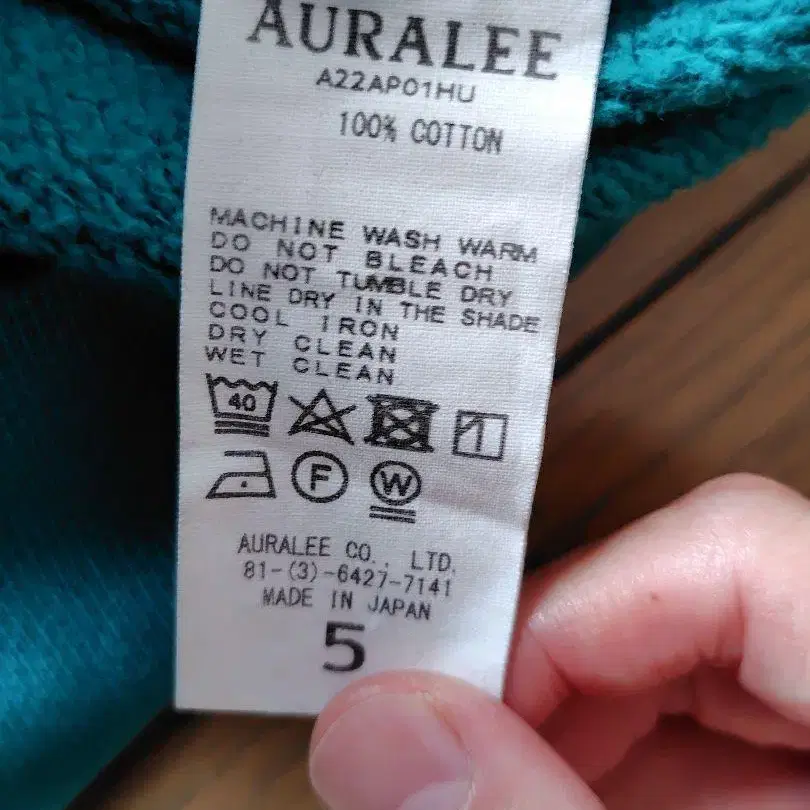 AURALEE
A22AP01HU
100% COTTON
MACHINE WASH WARM
DO NOT BLEACH
DO NOT TUMBLE DRY
LINE DRY IN THE SHADE
COOL IRON
DRY CLEAN
WET CLEAN
40
F W
AURALEE CO., LTD.
81-(3)-6427-7141
MADE IN JAPAN
5